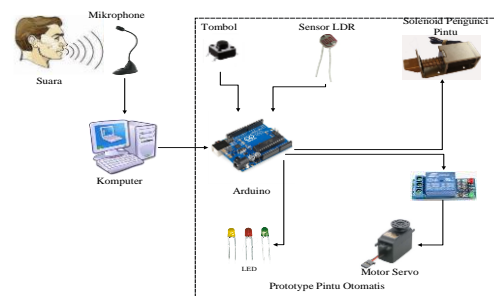 Mikrophone
Suara
Komputer
Tombol
Sensor LDR
Solenoid Pengunci
Pintu
Arduino
LED
Motor Servo
Prototype Pintu Otomatis